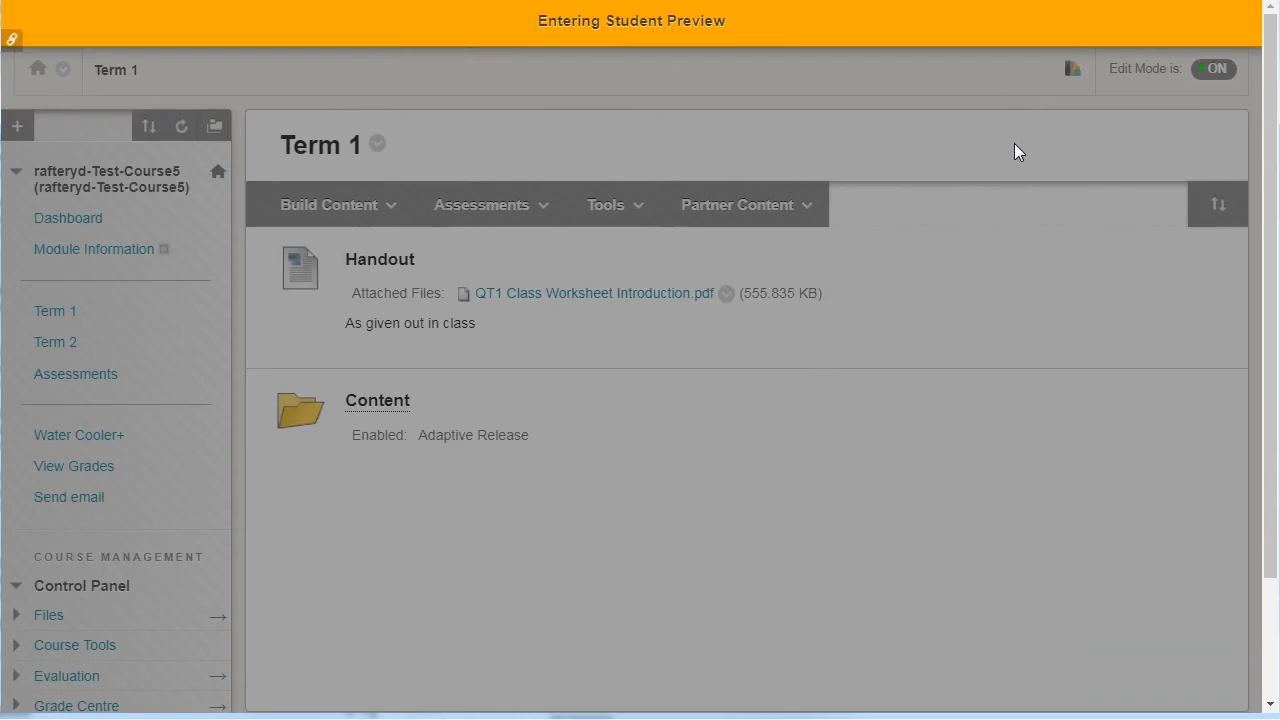 Entering Student Preview
Term 1
Edit Mode is: ON
rafteryd-Test-Course5
(rafteryd-Test-Course5)
Dashboard
Module Information
Term 1
Term 2
Assessments
Water Cooler+
View Grades
Send email
COURSE MANAGEMENT
Control Panel
Files
Course Tools
Evaluation
Grade Centre
Term 1
Build Content
Assessments
Tools
Partner Content
Handout
Attached Files: QT1 Class Worksheet Introduction.pdf (555.835 KB)
As given out in class
Content
Enabled: Adaptive Release